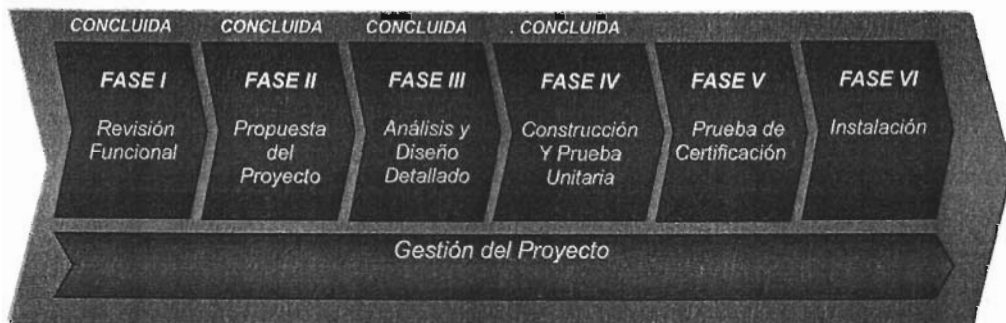 CONCLUIDA CONCLUIDA CONCLUIDA . CONCLUIDA
FASE I
Revisión
Funcional
FASE II
Propuesta
del
Proyecto
FASE III
Análisis y
Diseño
Detallado
FASE IV
Construcción
Y Prueba
Unitaria
FASE V
Prueba de
Certificación
FASE VI
Instalación
Gestión del Proyecto